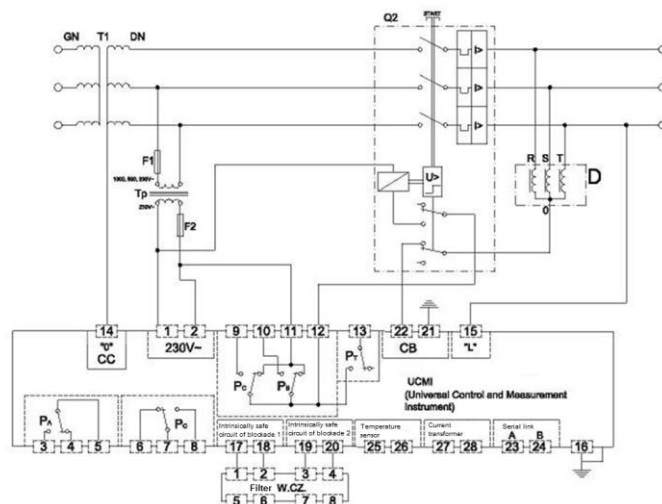 Q2 START
GN T1 DN
I>
I>
I>
F1
1000, 500, 230V~
Tp
230V~
F2
U>
R S T
D
0
14 1 2 9 10 11 12 13 22 21 15
"0" 230V~ CB "L"
CC
PT
PC PB
UCMI
(Universal Control and Measurement
Instrument)
PA PG
Intrinsically safe
circuit of blockade 1
Intrinsically safe
circuit of blockade 2
Temperature
sensor
Current
transformer
Serial link
A B
3 4 5 6 7 8 17 18 19 20 25 26 27 28 23 24 16
1 2 3 4
Filter W.CZ.
5 6 7 8